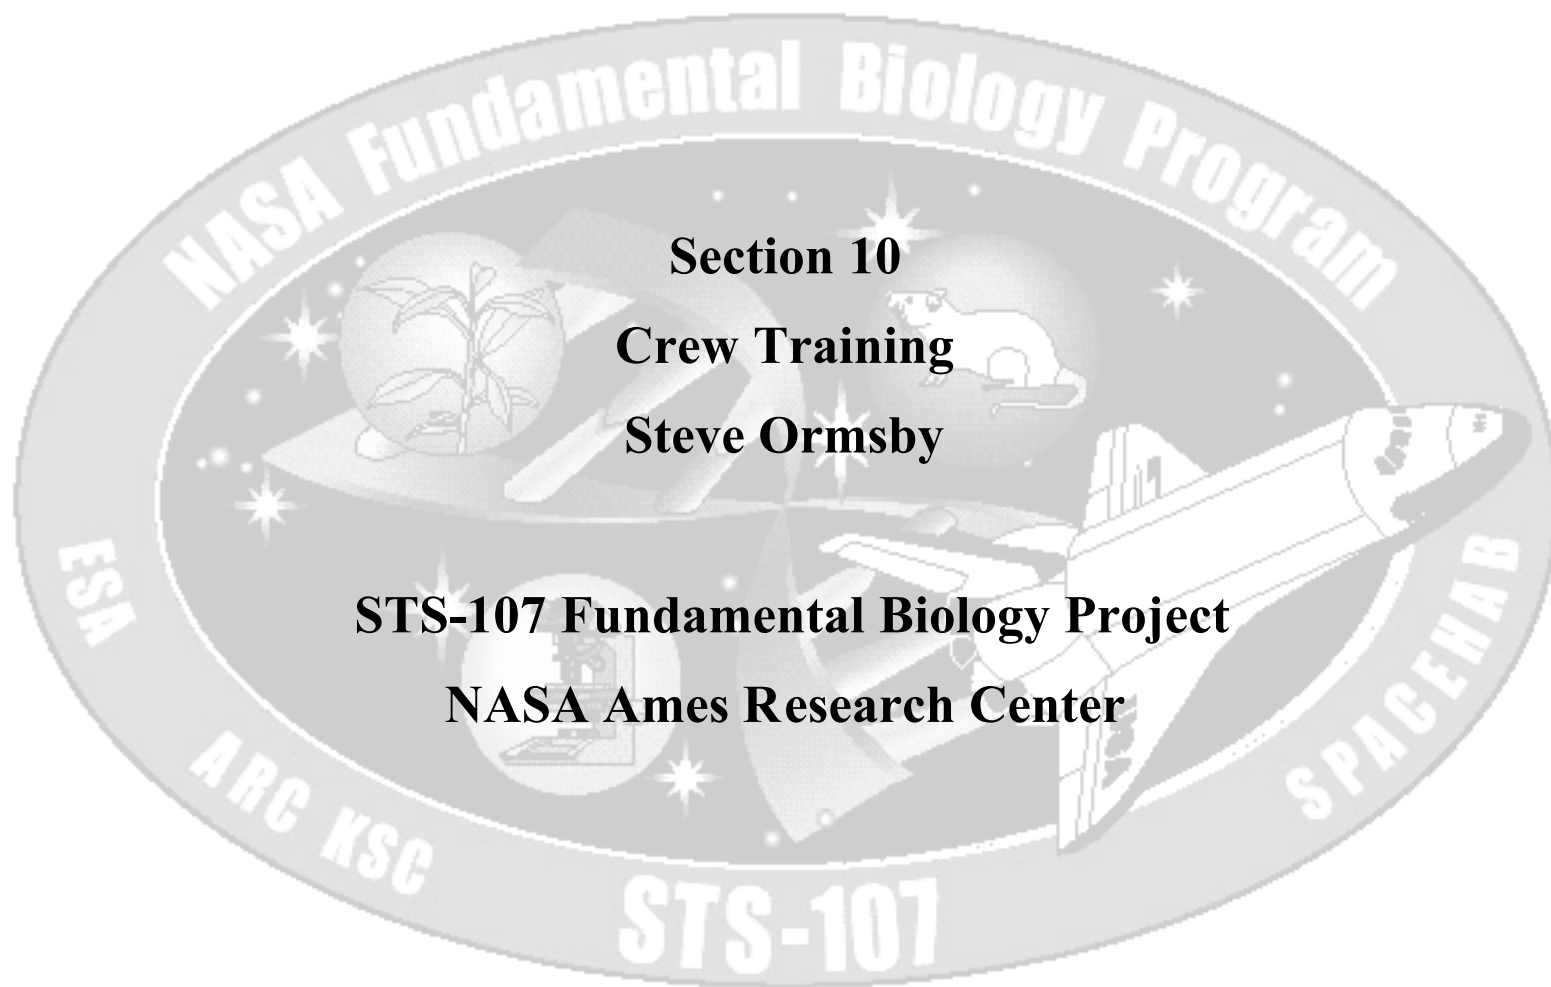 NASA Fundamental Biology Program
Section 10
Crew Training
Steve Ormsby
STS-107 Fundamental Biology Project
NASA Ames Research Center
ESA
ARC KSC
STS-107
SPACEHAB